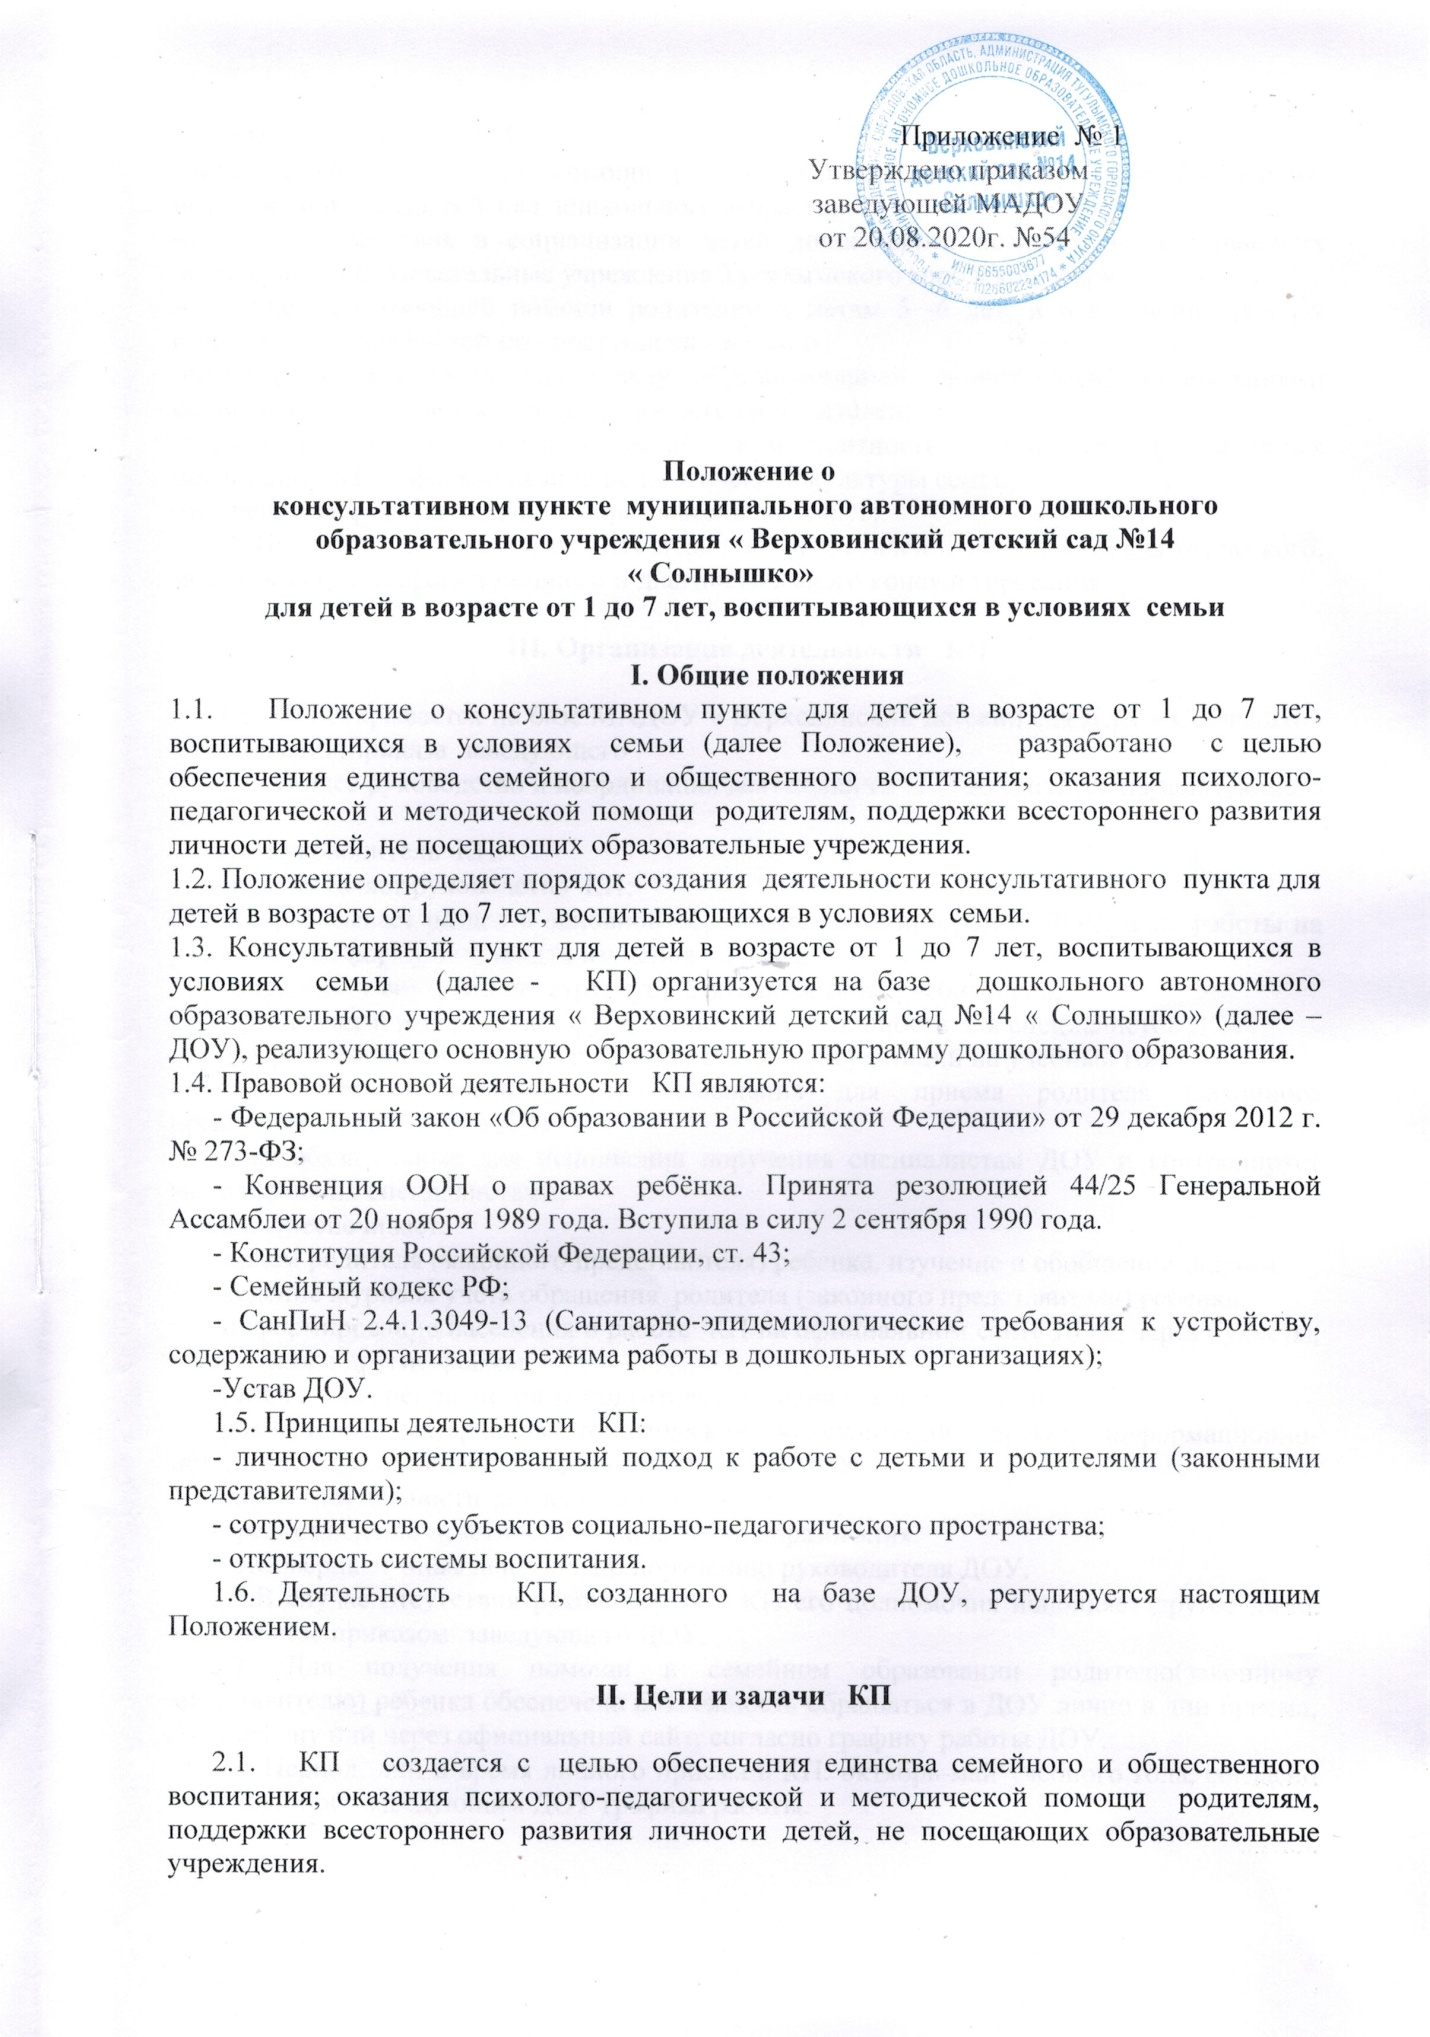 Приложение № 1
Утверждено приказом
заведующей МАДОУ
от 20.08.2020г. №54
«Верховинский
детский сад №14
«Солнышко»
ИНН 6655003677
Положение о
консультативном пункте муниципального автономного дошкольного
образовательного учреждения « Верховинский детский сад №14
« Солнышко»
для детей в возрасте от 1 до 7 лет, воспитывающихся в условиях семьи
I. Общие положения
1.1. Положение о консультативном пункте для детей в возрасте от 1 до 7 лет,
воспитывающихся в условиях семьи (далее Положение), разработано с целью
обеспечения единства семейного и общественного воспитания; оказания психолого-
педагогической и методической помощи родителям, поддержки всестороннего развития
личности детей, не посещающих образовательные учреждения.
1.2. Положение определяет порядок создания деятельности консультативного пункта для
детей в возрасте от 1 до 7 лет, воспитывающихся в условиях семьи.
1.3. Консультативный пункт для детей в возрасте от 1 до 7 лет, воспитывающихся в
условиях семьи (далее - КП) организуется на базе дошкольного автономного
образовательного учреждения « Верховинский детский сад №14 « Солнышко» (далее –
ДОУ), реализующего основную образовательную программу дошкольного образования.
1.4. Правовой основой деятельности КП являются:
- Федеральный закон «Об образовании в Российской Федерации» от 29 декабря 2012 г.
№ 273-ФЗ;
- Конвенция ООН о правах ребёнка. Принята резолюцией 44/25 Генеральной
Ассамблеи от 20 ноября 1989 года. Вступила в силу 2 сентября 1990 года.
- Конституция Российской Федерации, ст. 43;
- Семейный кодекс РФ;
- СанПиН 2.4.1.3049-13 (Санитарно-эпидемиологические требования к устройству,
содержанию и организации режима работы в дошкольных организациях);
-Устав ДОУ.
1.5. Принципы деятельности КП:
- личностно ориентированный подход к работе с детьми и родителями (законными
представителями);
- сотрудничество субъектов социально-педагогического пространства;
- открытость системы воспитания.
1.6. Деятельность КП, созданного на базе ДОУ, регулируется настоящим
Положением.
II. Цели и задачи КП
2.1. КП создается с целью обеспечения единства семейного и общественного
воспитания; оказания психолого-педагогической и методической помощи родителям,
поддержки всестороннего развития личности детей, не посещающих образовательные
учреждения.